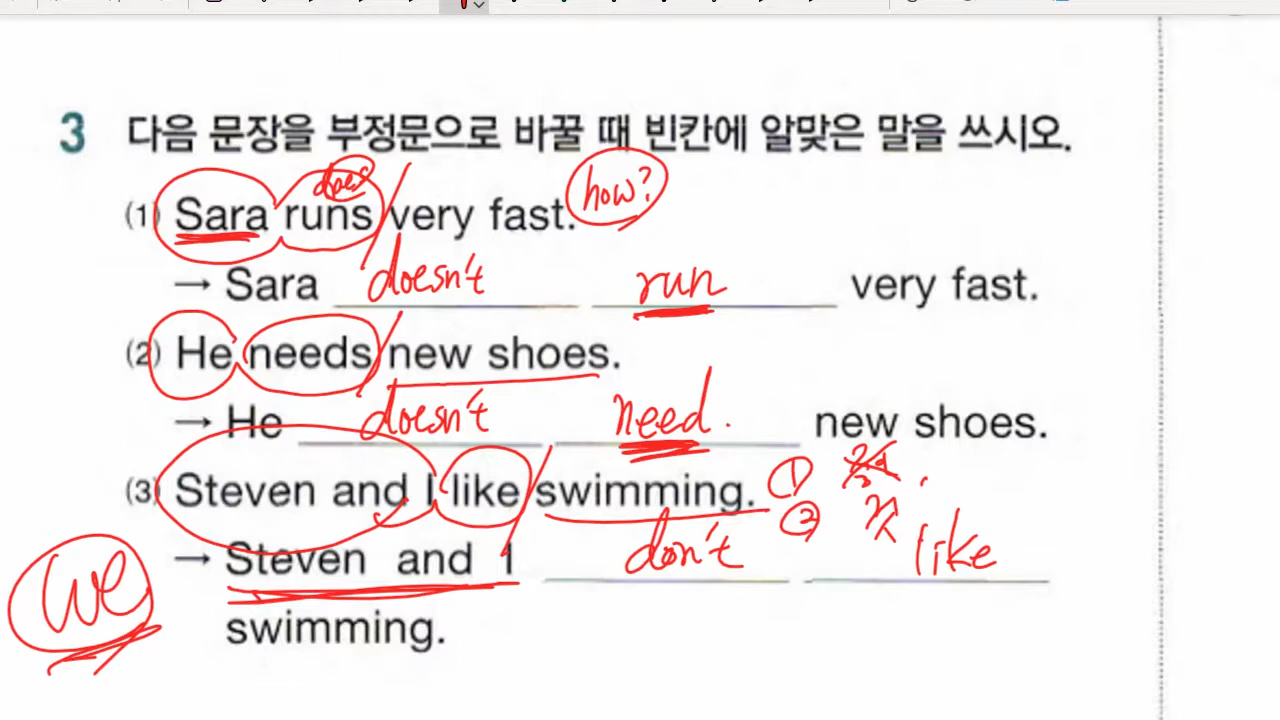 3 다음 문장을 부정문으로 바꿀 때 빈칸에 알맞은 말을 쓰시오.
does
how?
(1) Sara runs very fast.
→ Sara doesn't run very fast.
(2) He needs new shoes.
→ He doesn't need. new shoes.
(3) Steven and I like swimming. ①
②
→ Steven and I don't like
We
swimming.